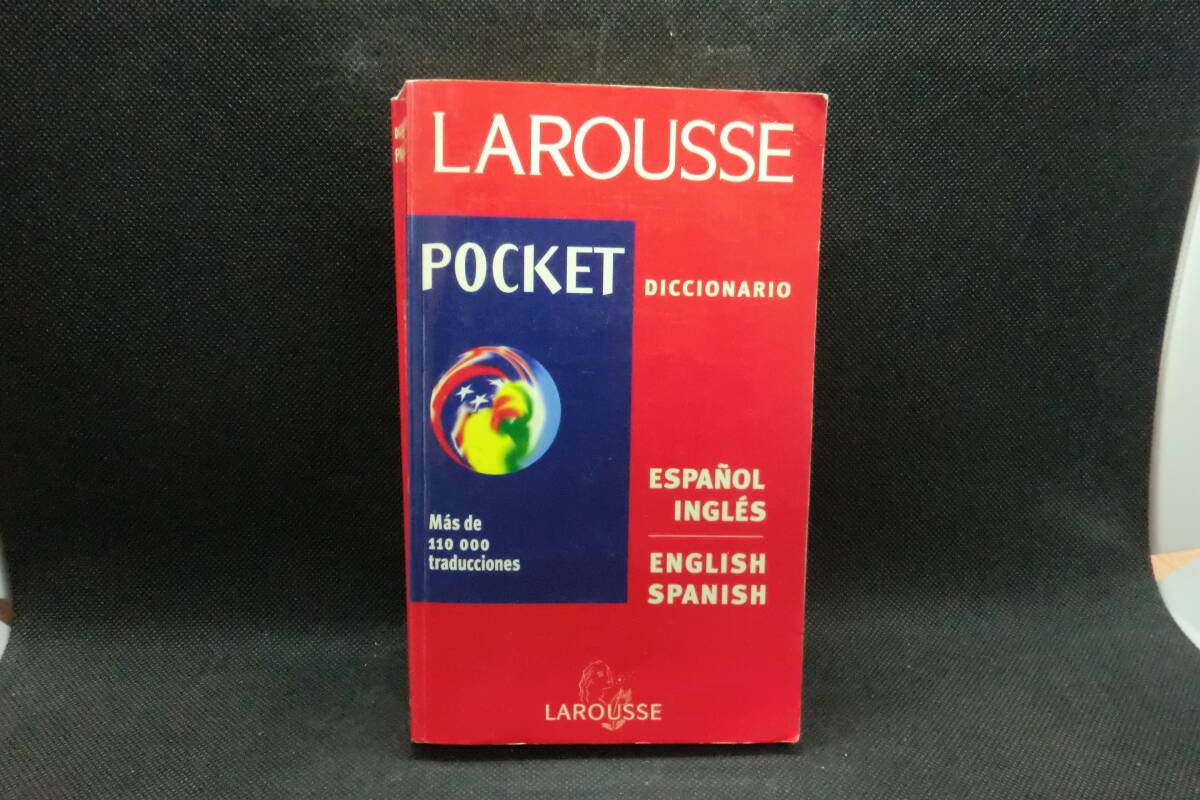 LAROUSSE
POCKET
DICCIONARIO
Más de
110 000
traducciones
ESPAÑOL
INGLÉS
ENGLISH
SPANISH
LAROUSSE